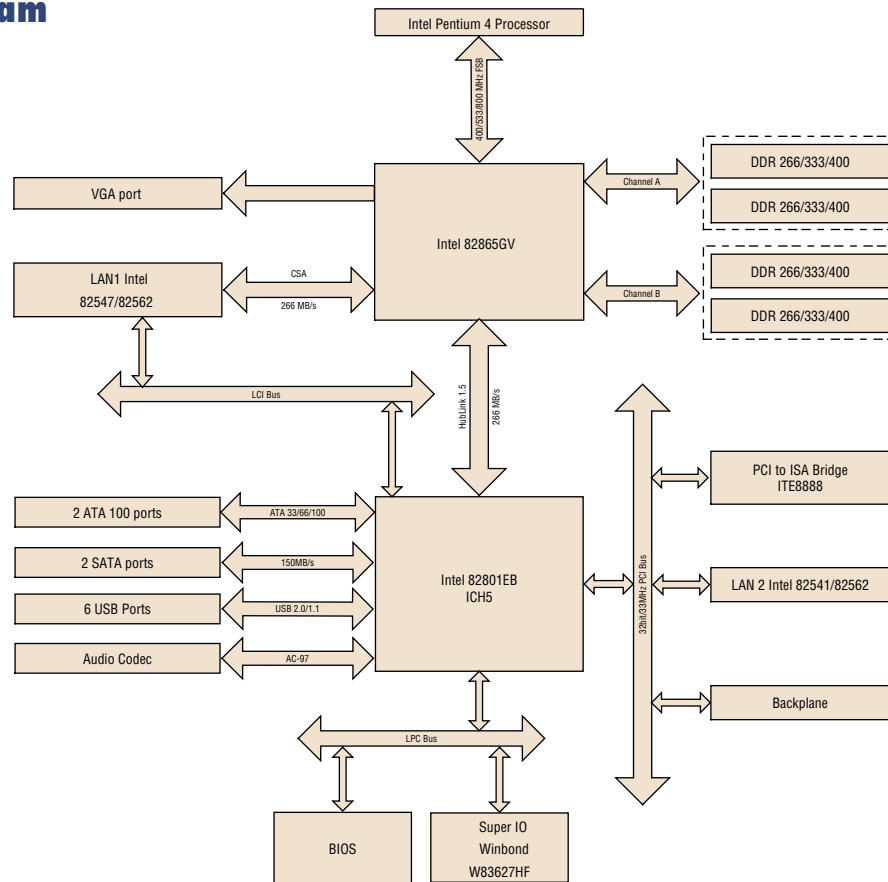 am
Intel Pentium 4 Processor
400/533/800 MHz FSB
DDR 266/333/400
Channel A
VGA port
DDR 266/333/400
Intel 82865GV
LAN1 Intel
82547/82562
CSA
266 MB/s
DDR 266/333/400
Channel B
DDR 266/333/400
LCI Bus
HubLink 1.5
266 MB/s
PCI to ISA Bridge
ITE8888
2 ATA 100 ports
ATA 33/66/100
2 SATA ports
150MB/s
Intel 82801EB
ICH5
32bit/33MHz PCI Bus
LAN 2 Intel 82541/82562
6 USB Ports
USB 2.0/1.1
Audio Codec
AC-97
Backplane
LPC Bus
BIOS
Super IO
Winbond
W83627HF